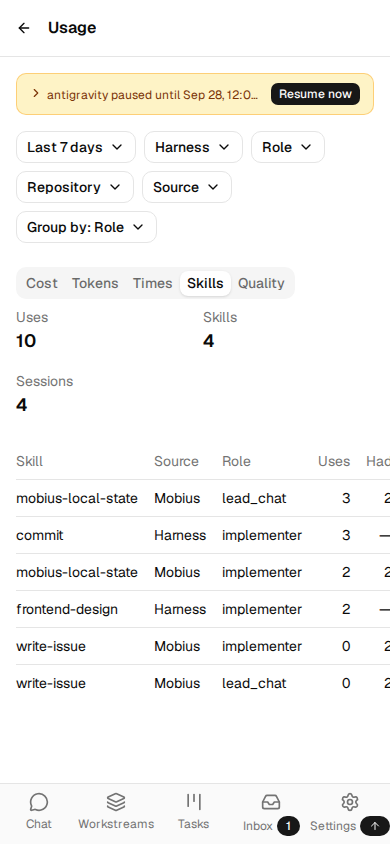 Usage
antigravity paused until Sep 28, 12:0... Resume now
Last 7 days Harness Role
Repository Source
Group by: Role
Cost Tokens Times Skills Quality
Uses Skills
10 4
Sessions
4
Skill Source Role Uses Had
mobius-local-state Mobius lead_chat 3 2
commit Harness implementer 3 —
mobius-local-state Mobius implementer 2 2
frontend-design Harness implementer 2 —
write-issue Mobius implementer 0 2
write-issue Mobius lead_chat 0 2
Chat Workstreams Tasks Inbox 1 Settings